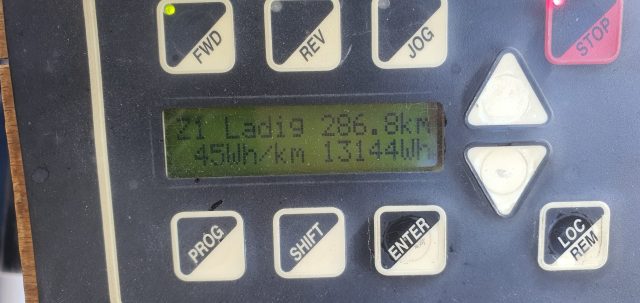 FWD
REV
JOG
STOP
21 Ladig 286.8km
45Wh/km 13144Wh
PROG
SHIFT
ENTER
LOC
REM